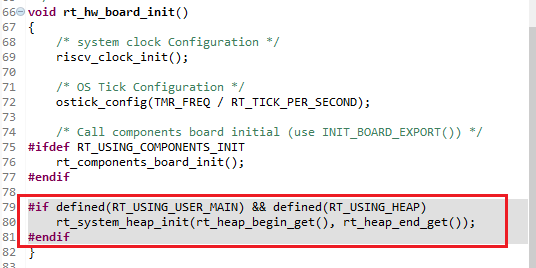 66 void rt_hw_board_init()
67 {
68 /* system clock Configuration */
69 riscv_clock_init();
70
71 /* OS Tick Configuration */
72 ostick_config(TMR_FREQ / RT_TICK_PER_SECOND);
73
74 /* Call components board initial (use INIT_BOARD_EXPORT()) */
75 #ifdef RT_USING_COMPONENTS_INIT
76 rt_components_board_init();
77 #endif
78
79 #if defined(RT_USING_USER_MAIN) && defined(RT_USING_HEAP)
80 rt_system_heap_init(rt_heap_begin_get(), rt_heap_end_get());
81 #endif
82 }